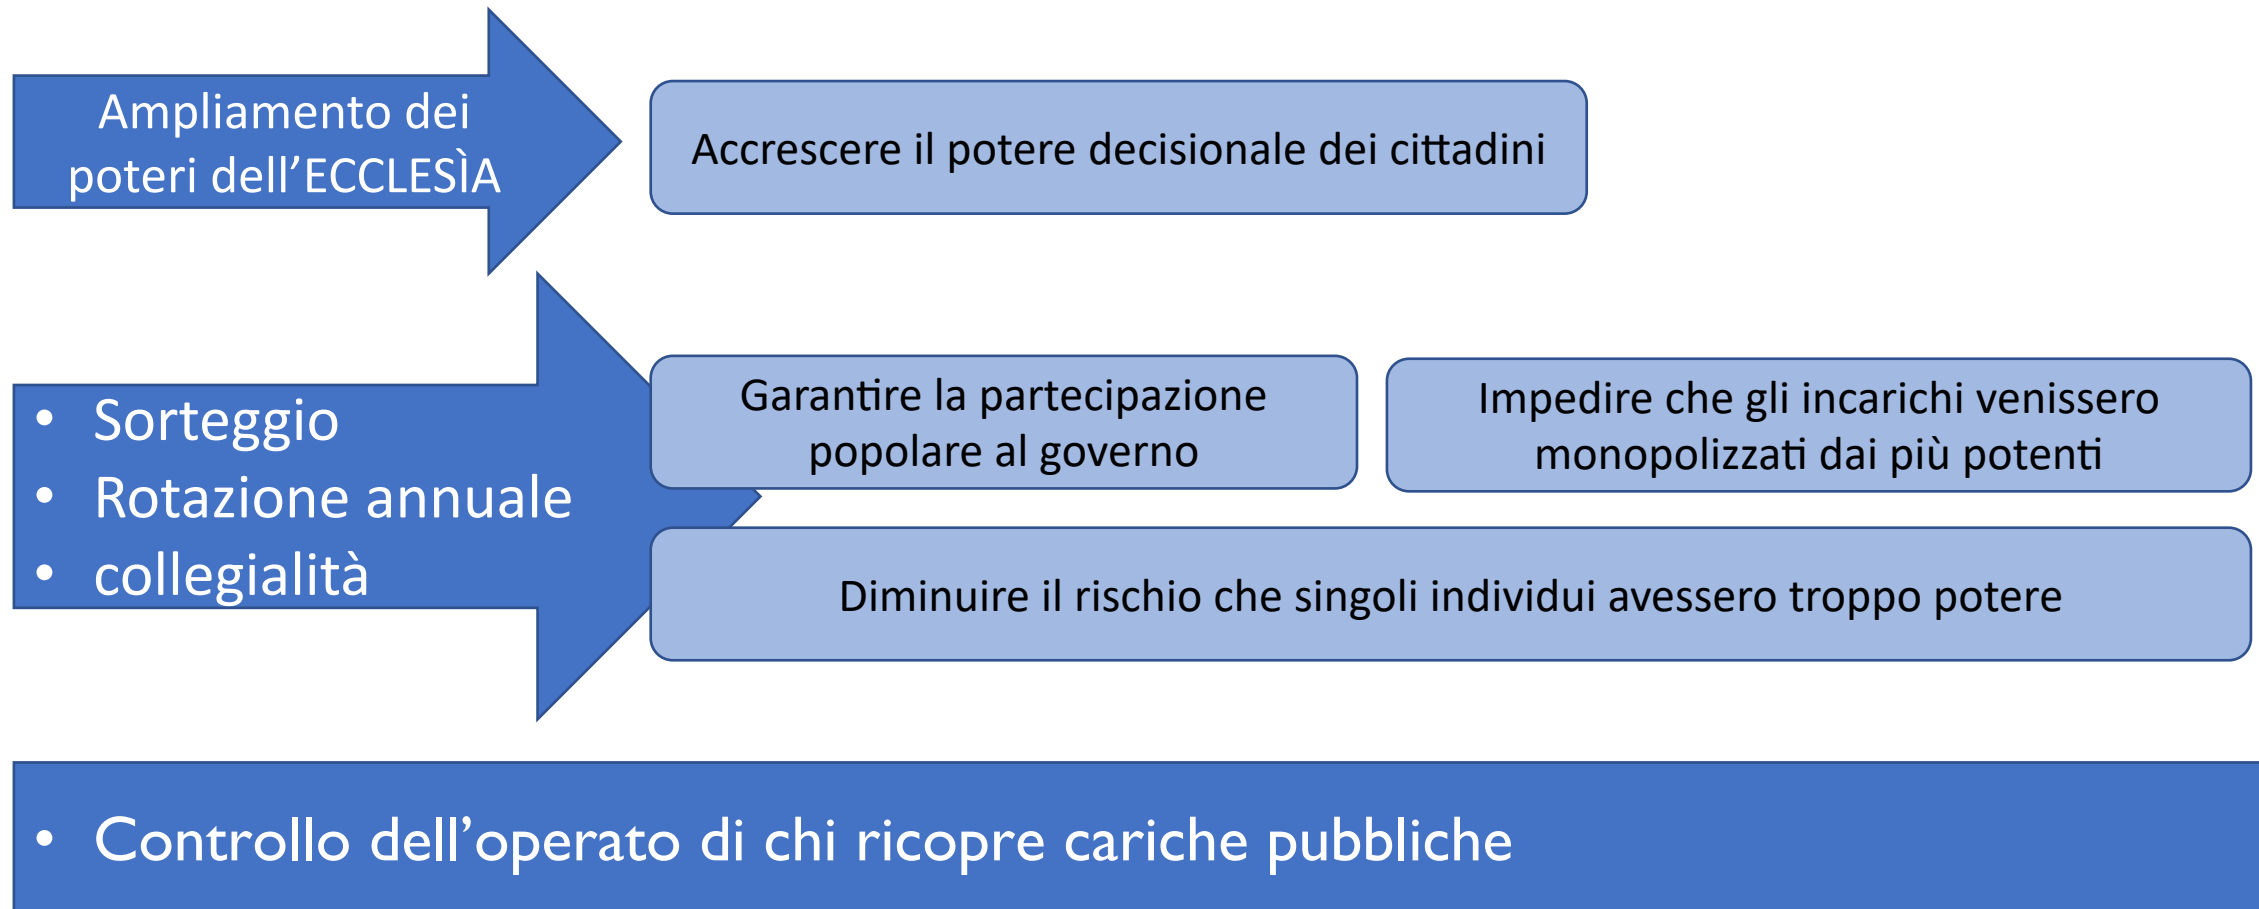 Ampliamento dei
poteri dell’ECCLESÌA
Accrescere il potere decisionale dei cittadini
• Sorteggio
• Rotazione annuale
• collegialità
Garantire la partecipazione
popolare al governo
Impedire che gli incarichi venissero
monopolizzati dai più potenti
Diminuire il rischio che singoli individui avessero troppo potere
• Controllo dell’operato di chi ricopre cariche pubbliche